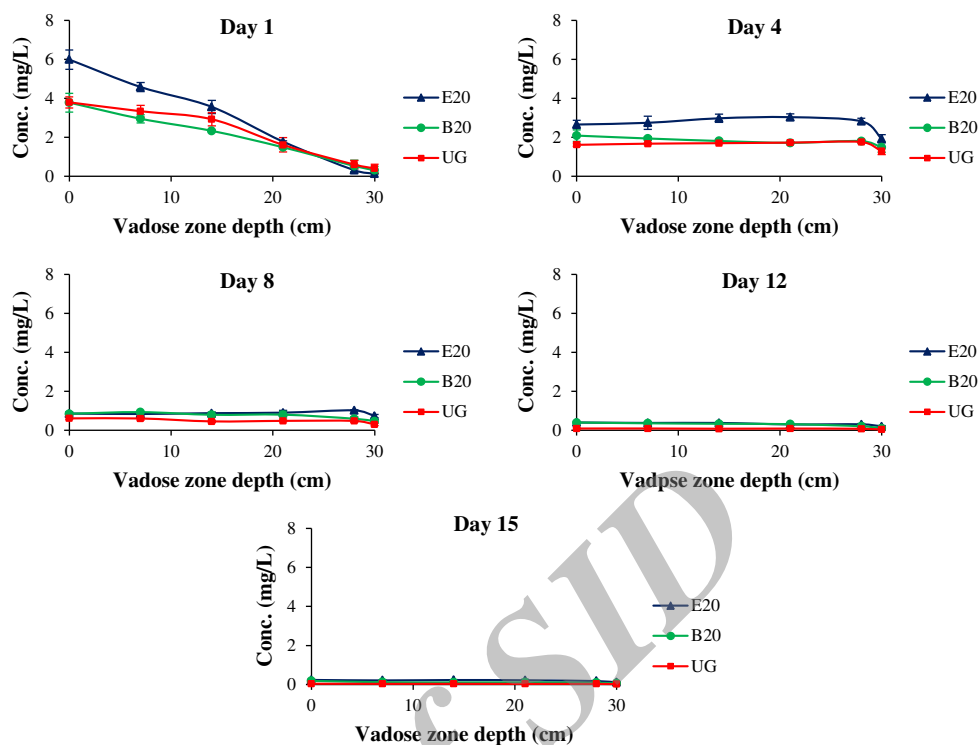 Day 1
8
6
4
2
0
Conc. (mg/L)
0 10 20 30
Vadose zone depth (cm)
E20
B20
UG
Day 4
8
6
4
2
0
Conc. (mg/L)
0 10 20 30
Vadose zone depth (cm)
E20
B20
UG
Day 8
8
6
4
2
0
Conc. (mg/L)
0 10 20 30
Vadose zone depth (cm)
E20
B20
UG
Day 12
8
6
4
2
0
Conc. (mg/L)
0 10 20 30
Vadpse zone depth (cm)
E20
B20
UG
Day 15
8
6
4
2
0
Conc. (mg/L)
0 10 20 30
Vadose zone depth (cm)
E20
B20
UG
f SID